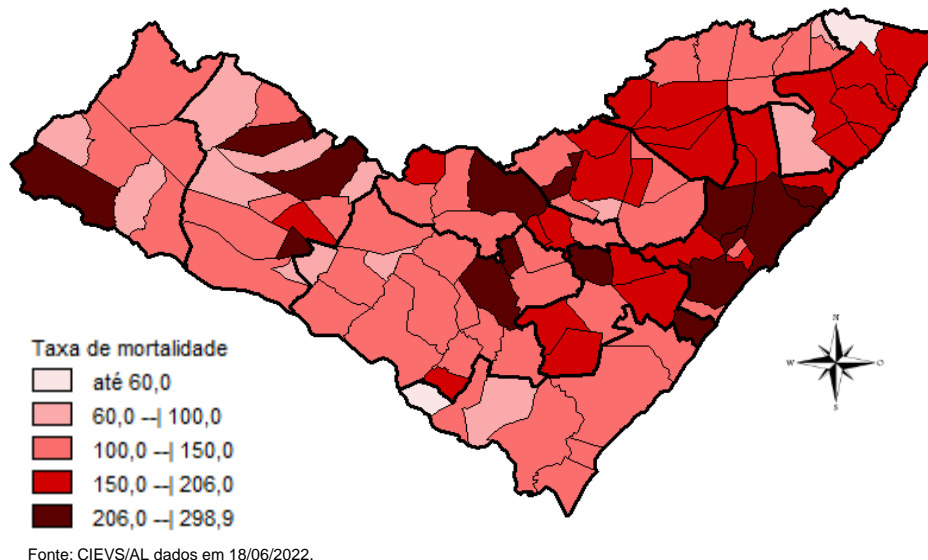 N
W
O
S
Taxa de mortalidade
até 60,0
60,0 --| 100,0
100,0 --| 150,0
150,0 --| 206,0
206,0 --| 298,9
Fonte: CIEVS/AL dados em 18/06/2022.